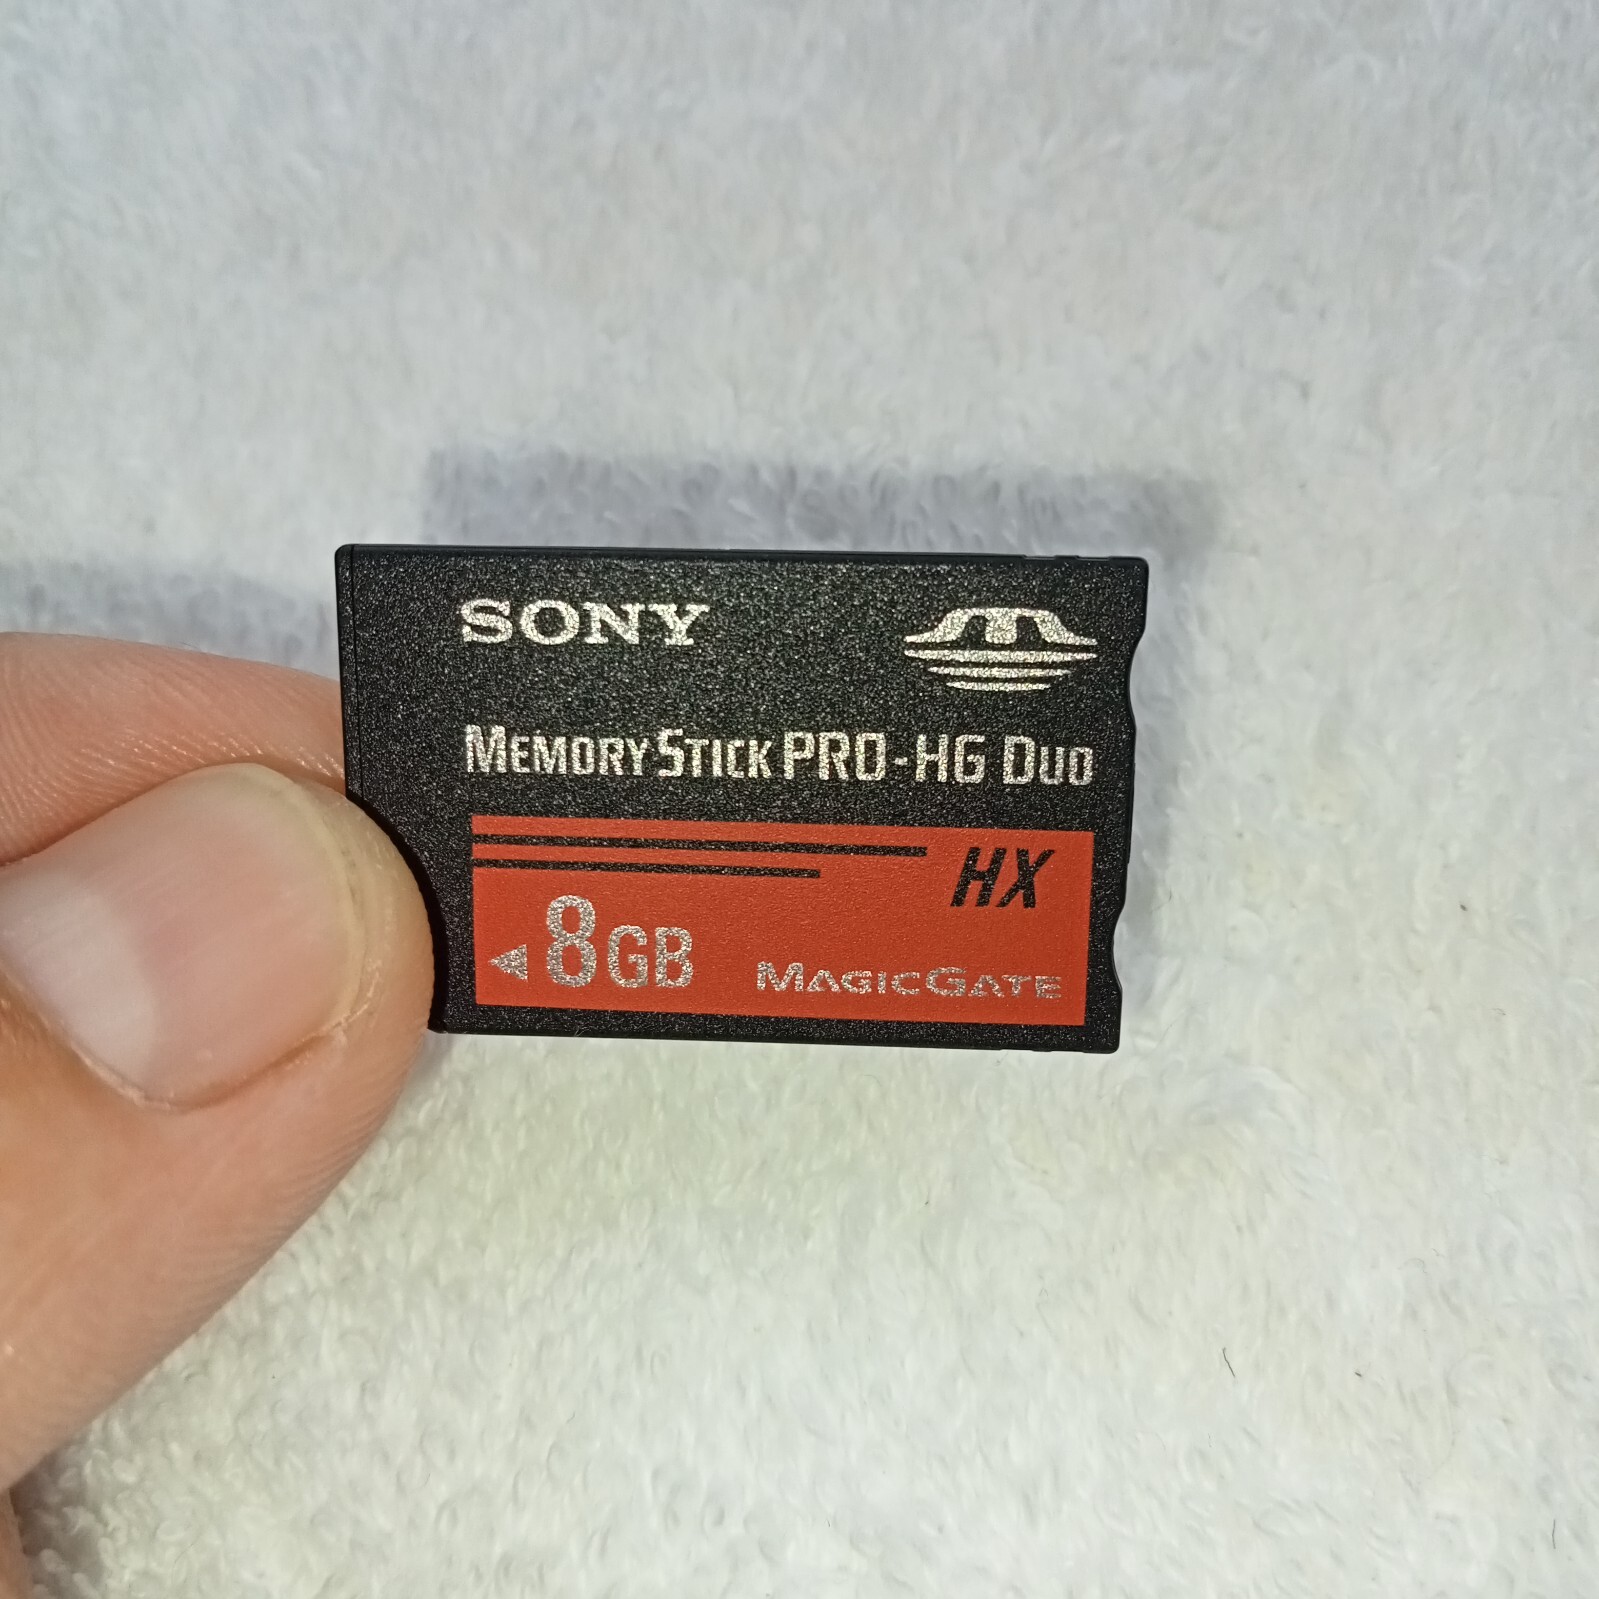 SONY
MEMORY STICK PRO-HG DUO
HX
8GB
MAGICGATE